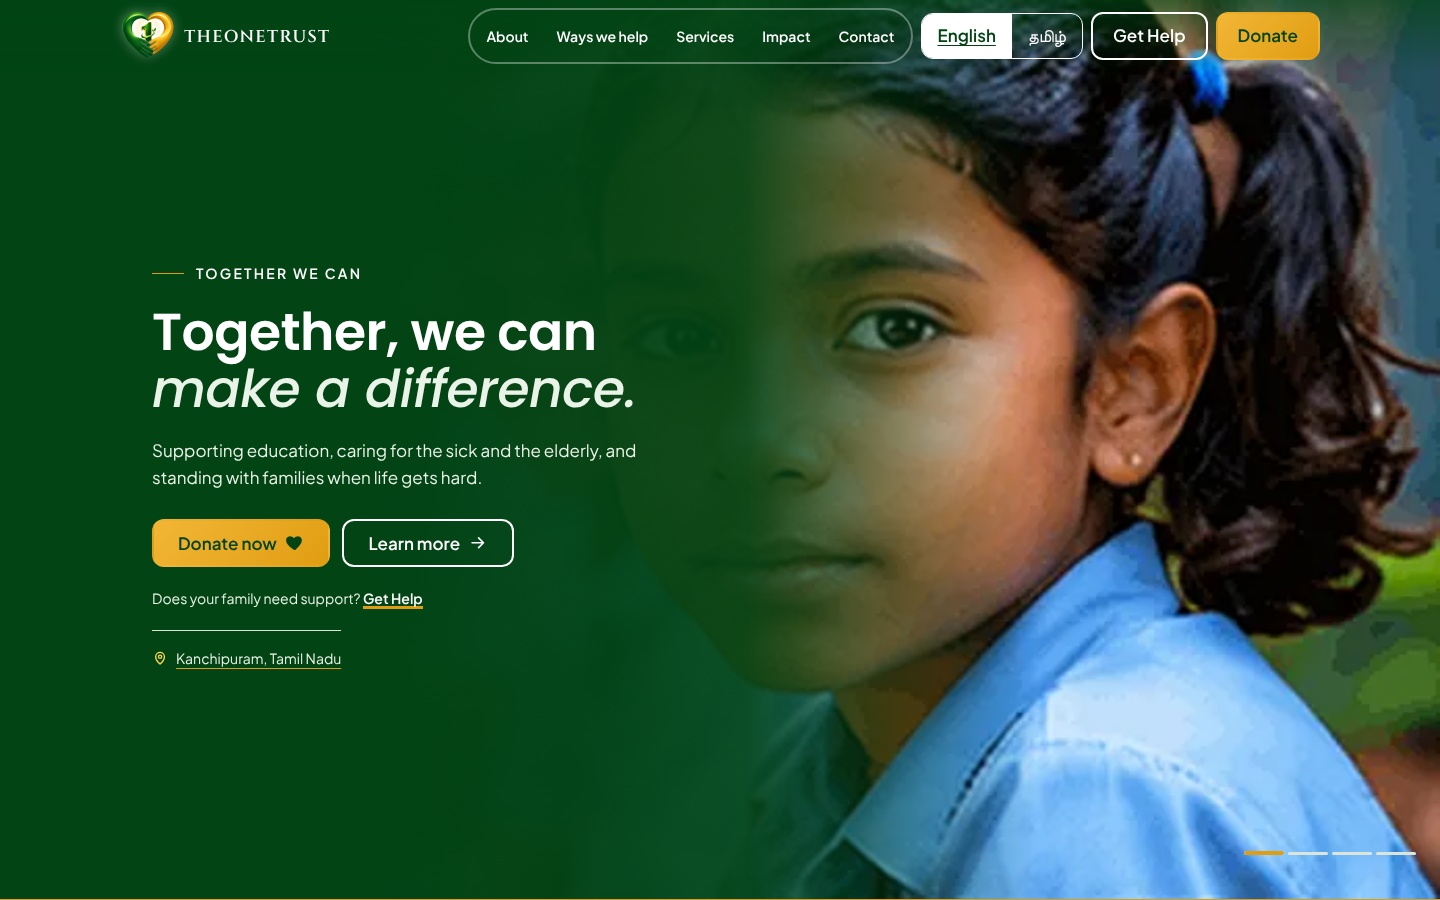 1
THEONETRUST
About
Ways we help
Services
Impact
Contact
English
தமிழ்
Get Help
Donate
TOGETHER WE CAN
Together, we can
make a difference.
Supporting education, caring for the sick and the elderly, and
standing with families when life gets hard.
Donate now
Learn more
Does your family need support? Get Help
Kanchipuram, Tamil Nadu